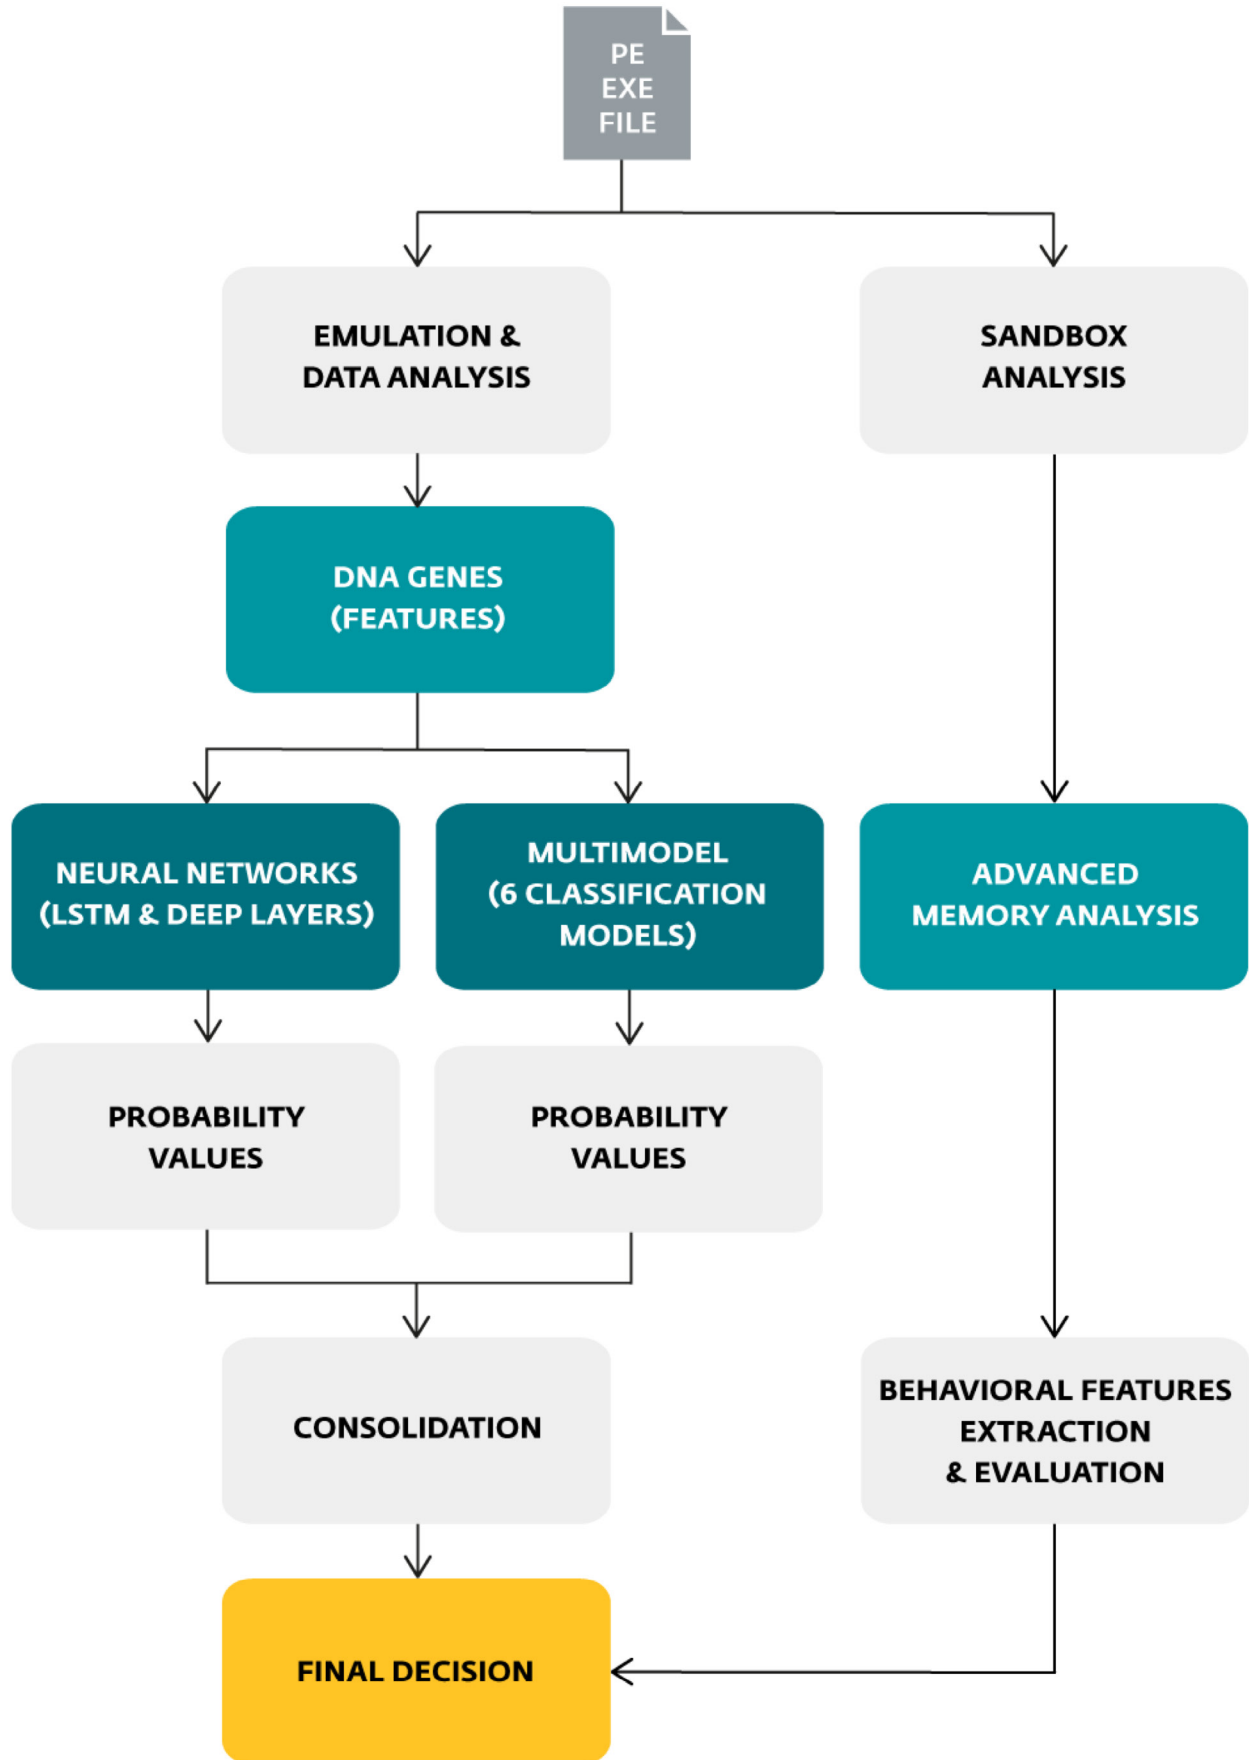 PE
EXE
FILE
EMULATION &
DATA ANALYSIS
SANDBOX
ANALYSIS
DNA GENES
(FEATURES)
NEURAL NETWORKS
(LSTM & DEEP LAYERS)
MULTIMODEL
(6 CLASSIFICATION
MODELS)
ADVANCED
MEMORY ANALYSIS
PROBABILITY
VALUES
PROBABILITY
VALUES
CONSOLIDATION
BEHAVIORAL FEATURES
EXTRACTION
& EVALUATION
FINAL DECISION